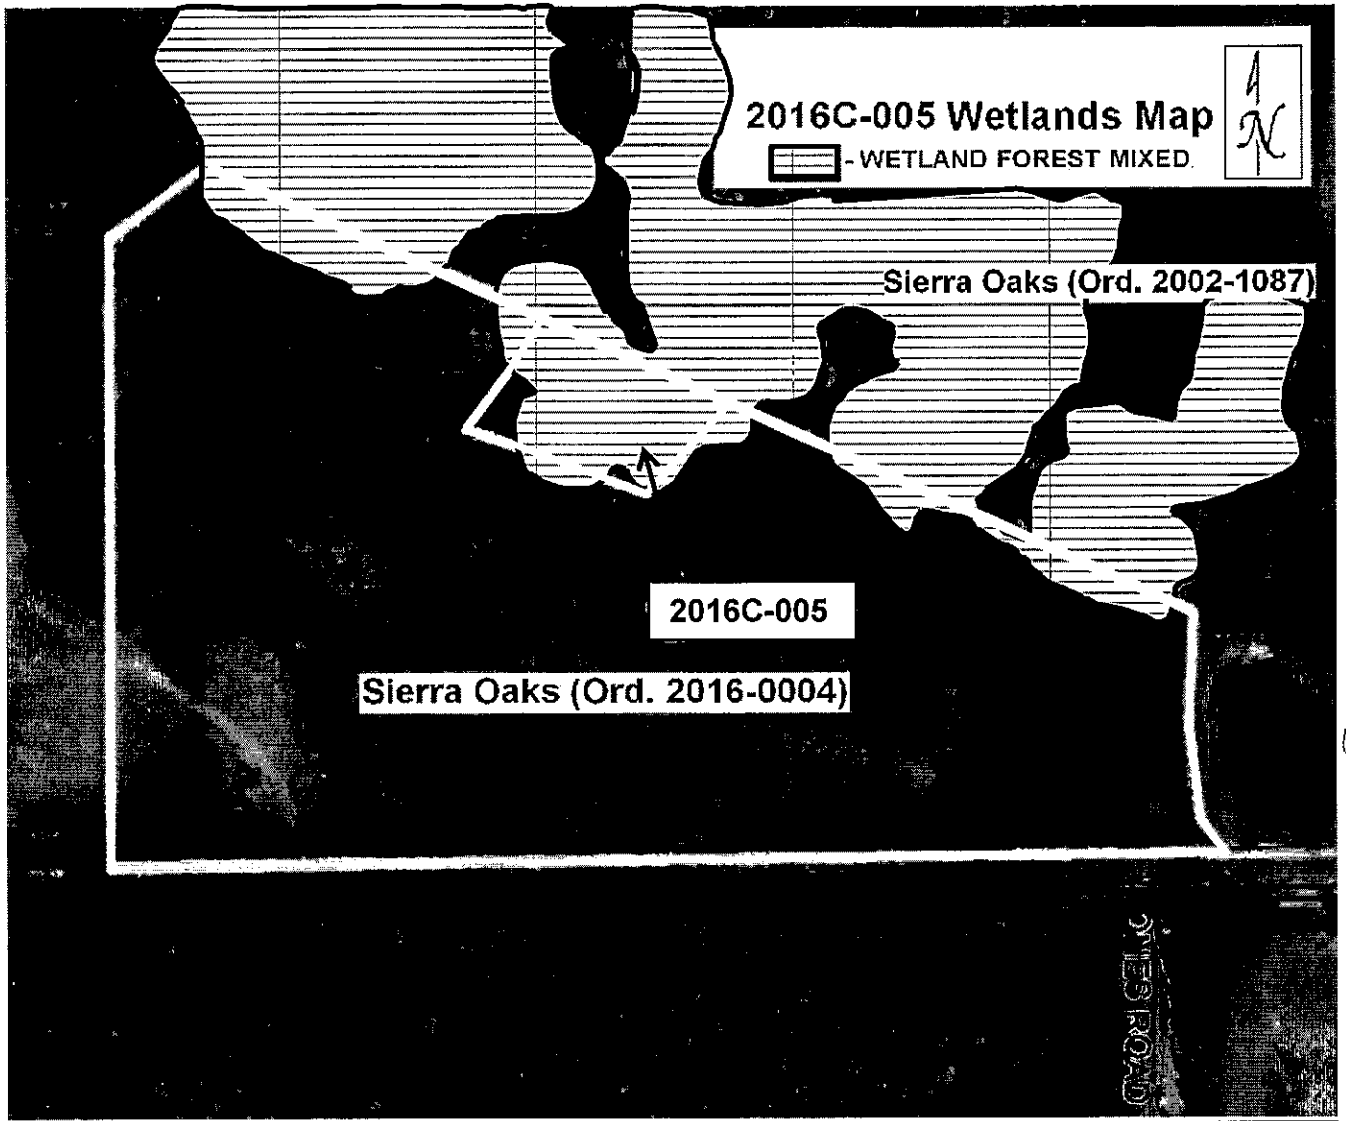 2016C-005 Wetlands Map
N
- WETLAND FOREST MIXED
Sierra Oaks (Ord. 2002-1087)
2016C-005
Sierra Oaks (Ord. 2016-0004)
ROAD